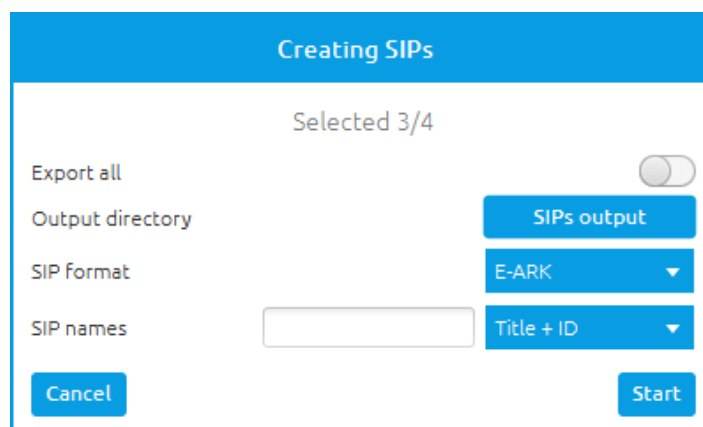 Creating SIPs
Selected 3/4
Export all
Output directory SIPs output
SIP format E-ARK
SIP names Title + ID
Cancel Start